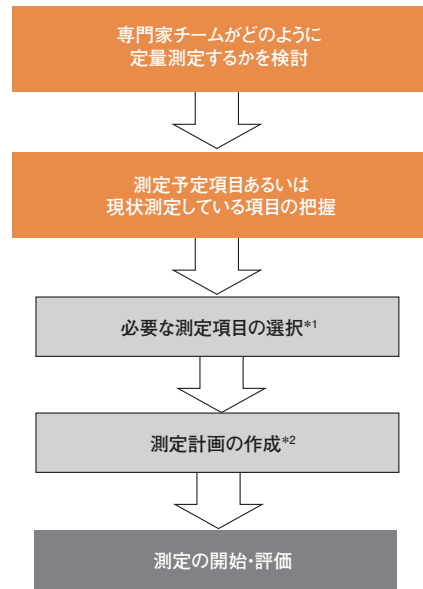 専門家チームがどのように
定量測定するかを検討
測定予定項目あるいは
現状測定している項目の把握
必要な測定項目の選択*1
測定計画の作成*2
測定の開始・評価